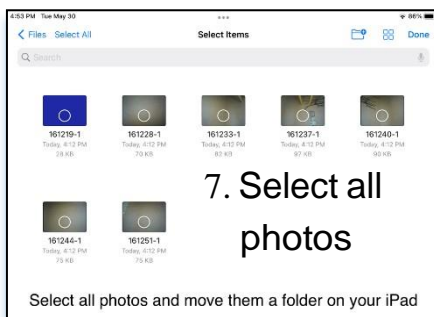 4:53 PM Tue May 30
86%
Files Select All Select Items Done
Search
161219-1 161228-1 161233-1 161237-1 161240-1
Today, 4:12 PM Today, 4:12 PM Today, 4:12 PM Today, 4:12 PM Today, 4:12 PM
28 KB 70 KB 82 KB 97 KB 90 KB
161244-1 161251-1
Today, 4:12 PM Today, 4:12 PM
75 KB 76 KB
7. Select all
photos
Select all photos and move them a folder on your iPad